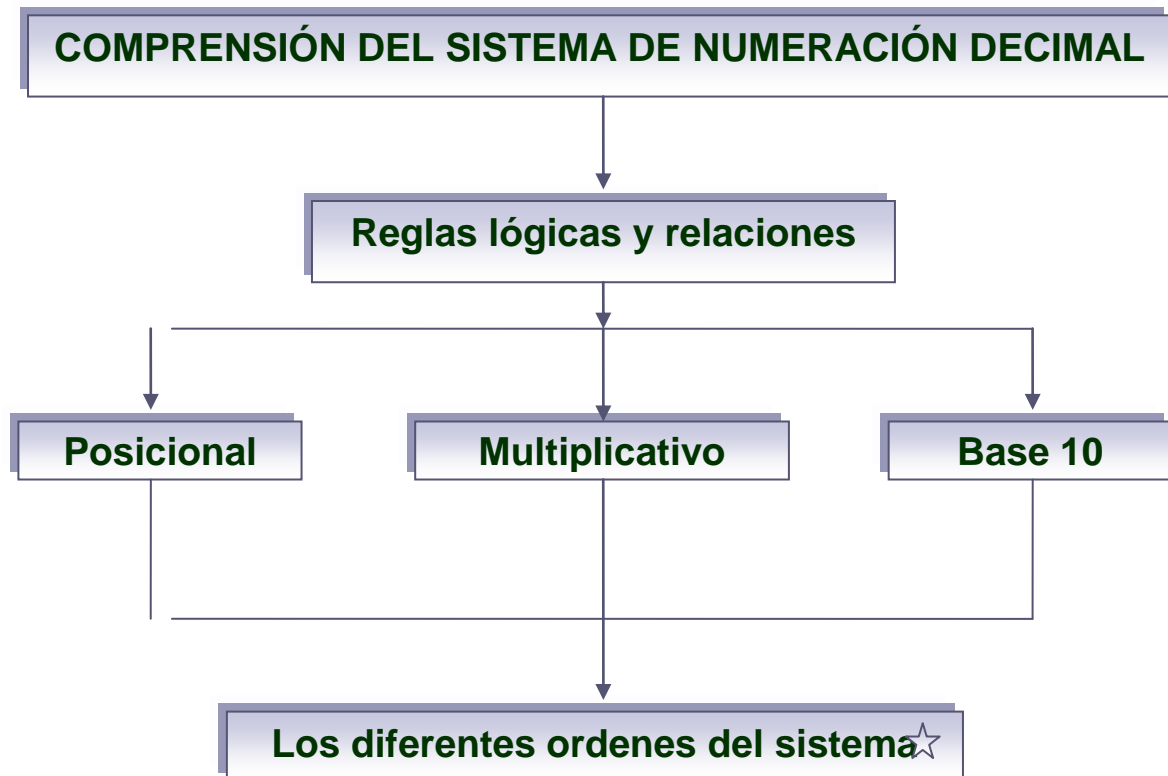 COMPRENSIÓN DEL SISTEMA DE NUMERACIÓN DECIMAL
Reglas lógicas y relaciones
Posicional
Multiplicativo
Base 10
Los diferentes ordenes del sistema